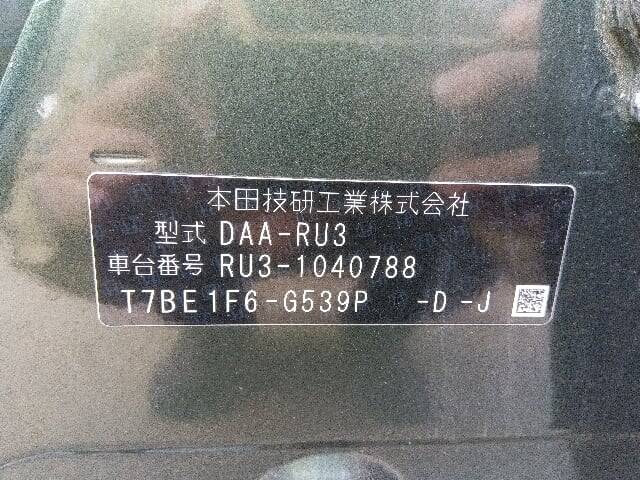 本田技研工業株式会社
型式 DAA-RU3
車台番号 RU3-1040788
T7BE1F6-G539P -D-J